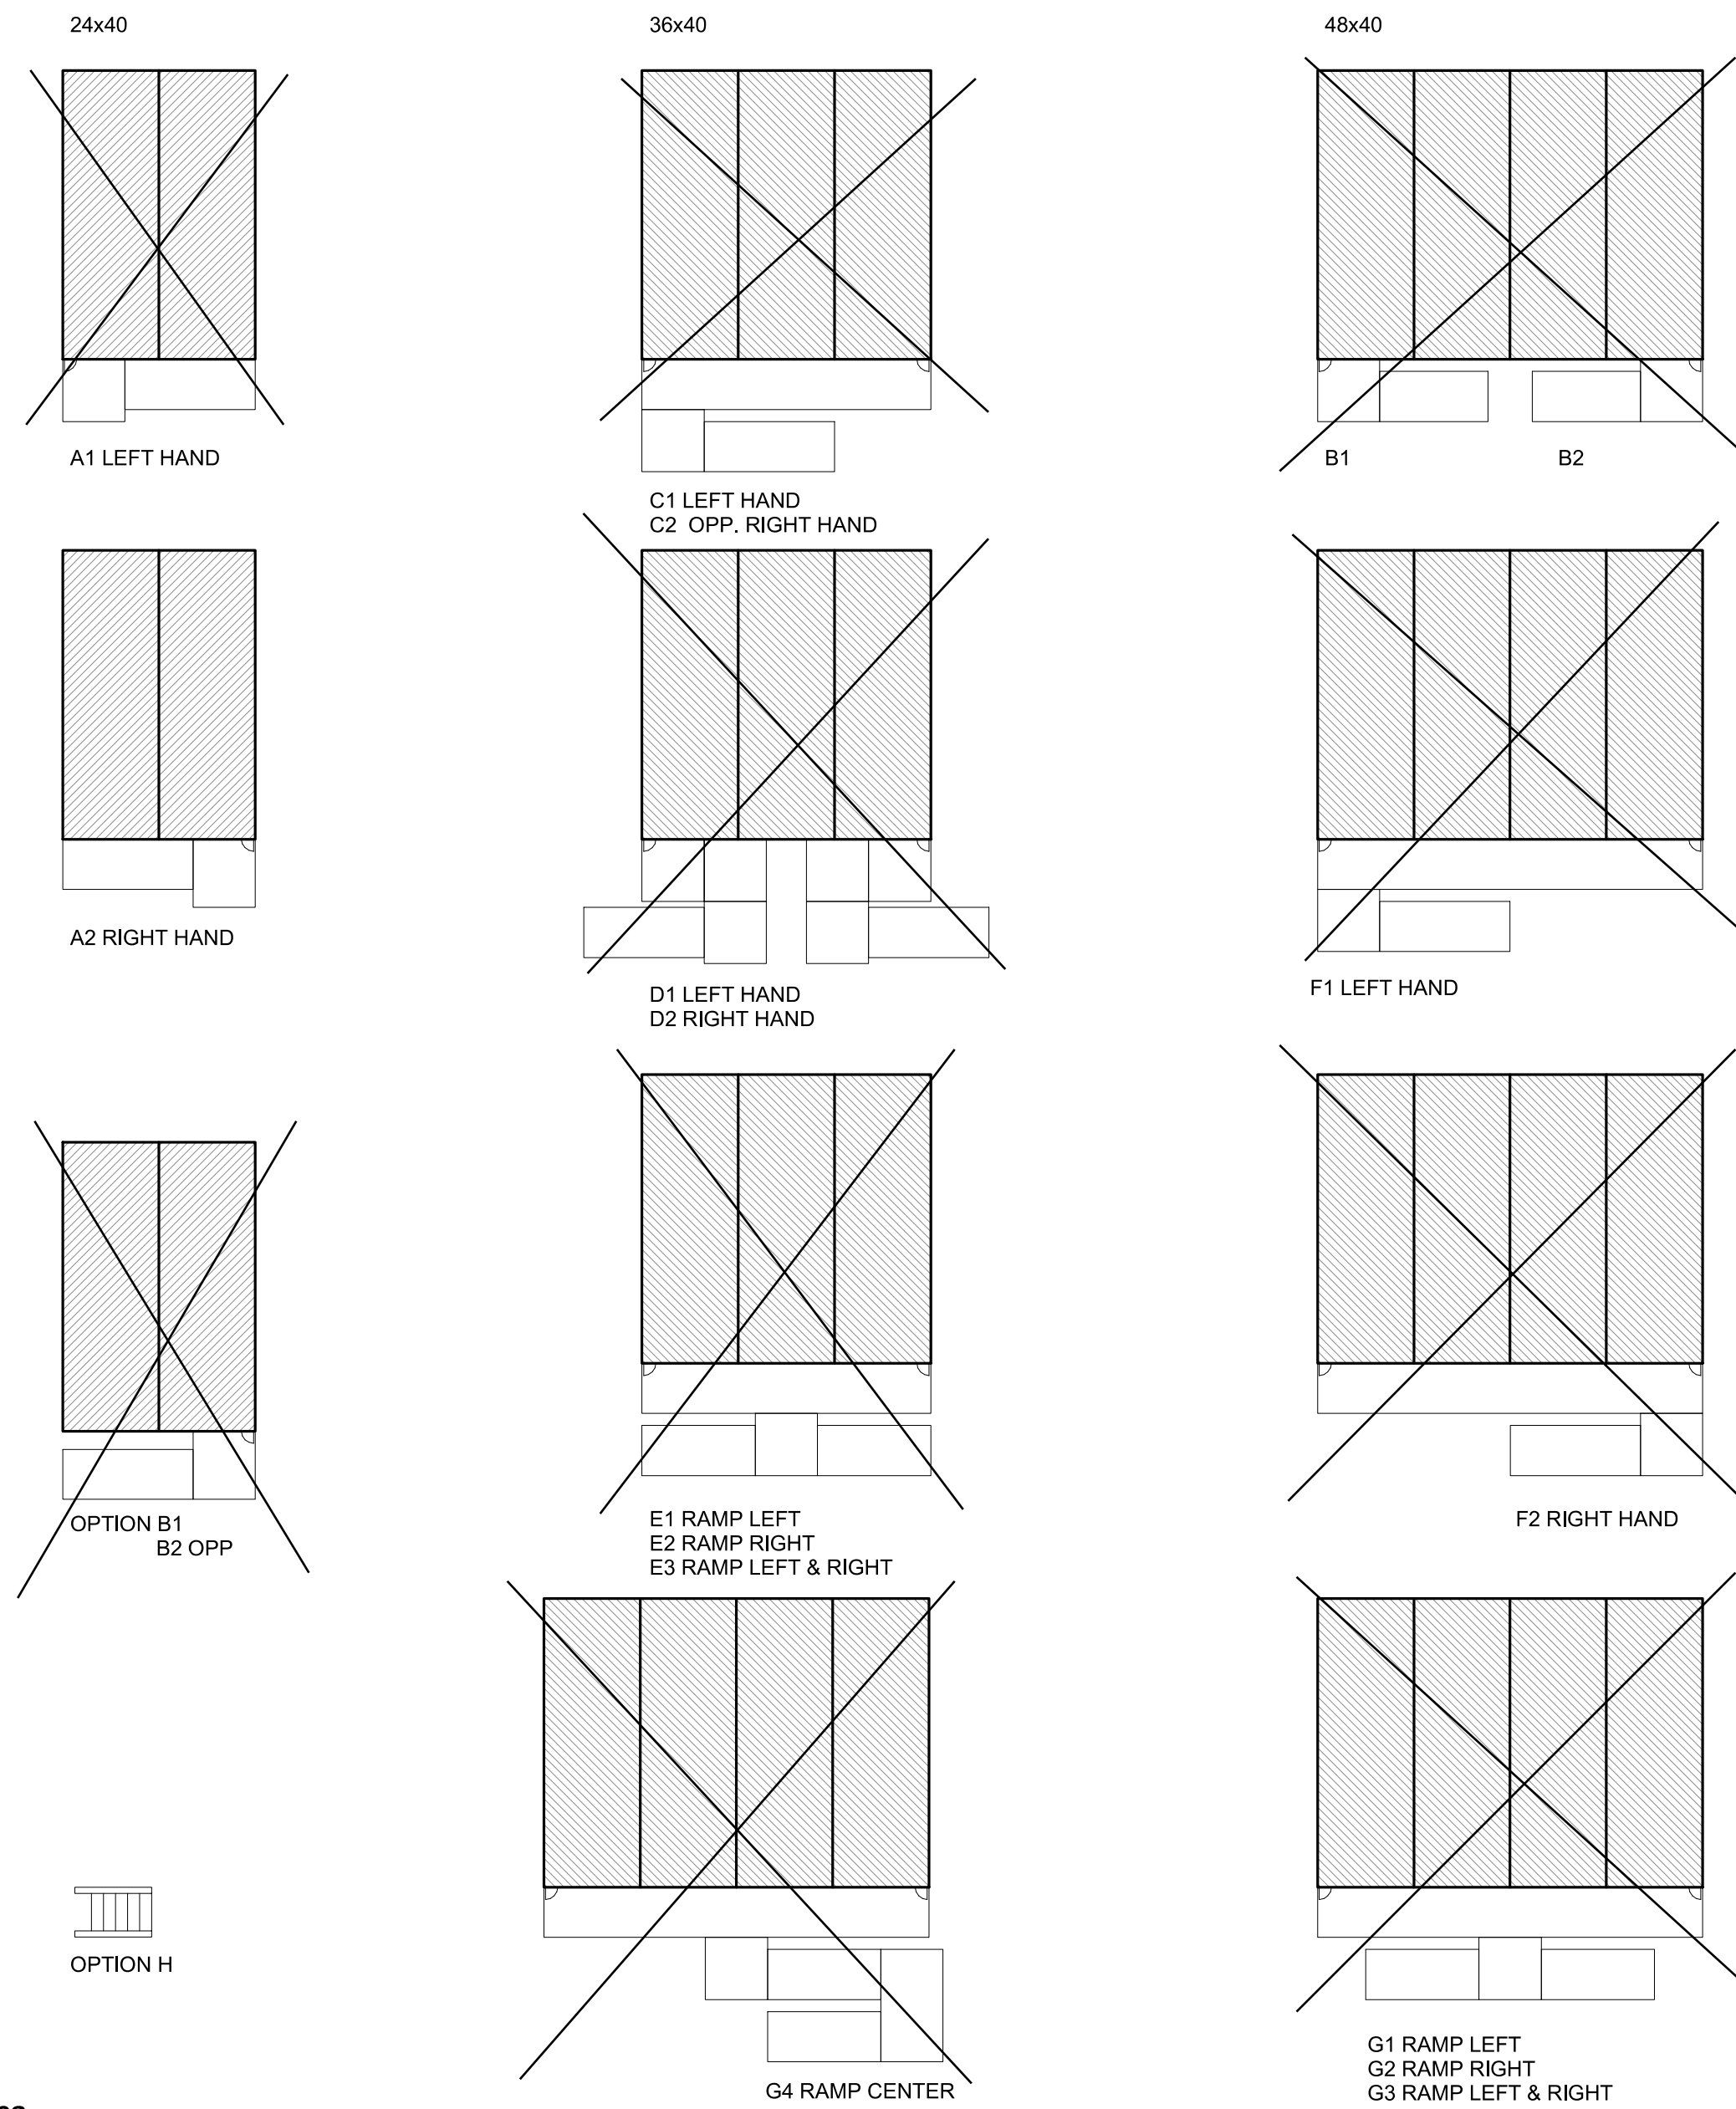 24x40
36x40
48x40
A1 LEFT HAND
C1 LEFT HAND
C2 OPP. RIGHT HAND
B1
B2
A2 RIGHT HAND
D1 LEFT HAND
D2 RIGHT HAND
F1 LEFT HAND
OPTION B1
B2 OPP
E1 RAMP LEFT
E2 RAMP RIGHT
E3 RAMP LEFT & RIGHT
F2 RIGHT HAND
OPTION H
G4 RAMP CENTER
G1 RAMP LEFT
G2 RAMP RIGHT
G3 RAMP LEFT & RIGHT